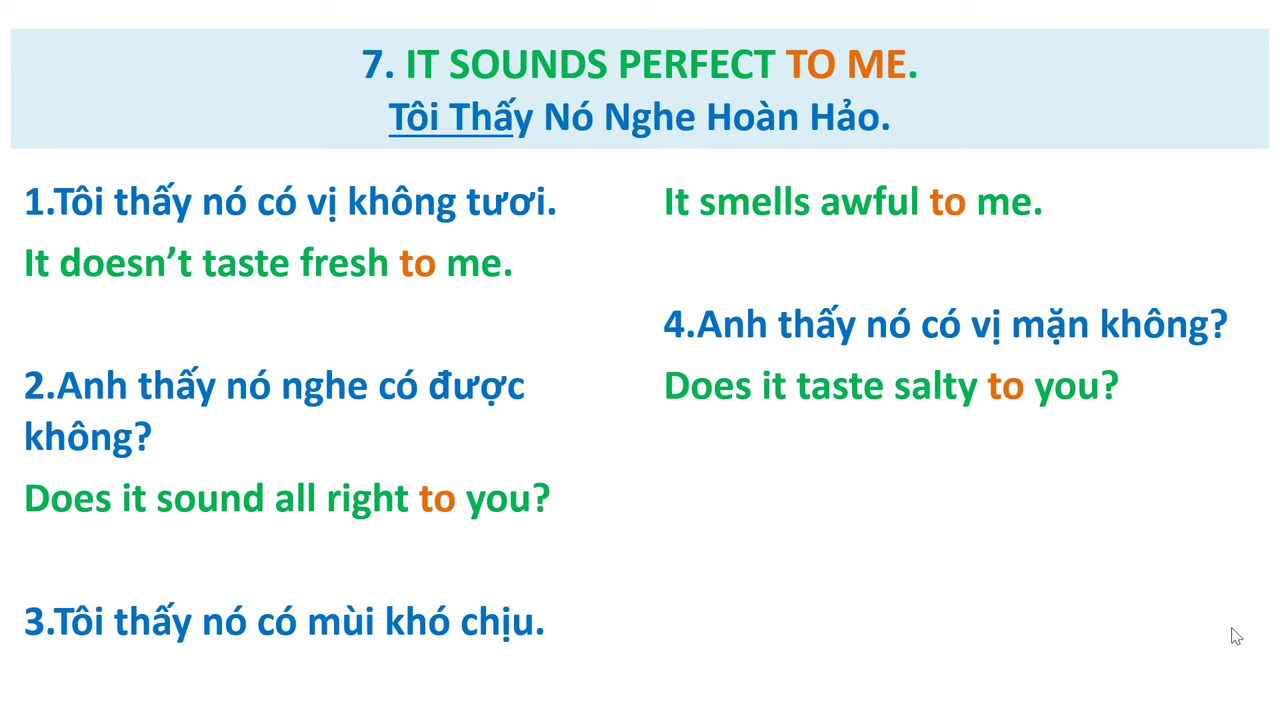 7. IT SOUNDS PERFECT TO ME.
Tôi Thấy Nó Nghe Hoàn Hảo.
1.Tôi thấy nó có vị không tươi.
It doesn’t taste fresh to me.
2.Anh thấy nó nghe có được
không?
Does it sound all right to you?
3.Tôi thấy nó có mùi khó chịu.
It smells awful to me.
4.Anh thấy nó có vị mặn không?
Does it taste salty to you?